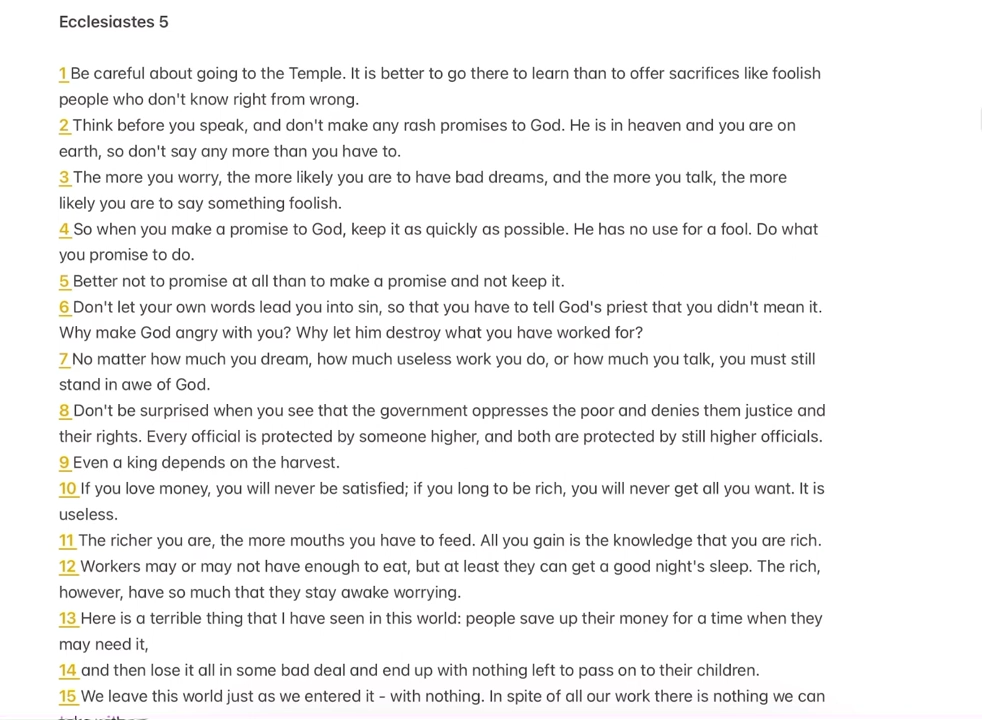 Ecclesiastes 5
1 Be careful about going to the Temple. It is better to go there to learn than to offer sacrifices like foolish
people who don't know right from wrong.
2 Think before you speak, and don't make any rash promises to God. He is in heaven and you are on
earth, so don't say any more than you have to.
3 The more you worry, the more likely you are to have bad dreams, and the more you talk, the more
likely you are to say something foolish.
4 So when you make a promise to God, keep it as quickly as possible. He has no use for a fool. Do what
you promise to do.
5 Better not to promise at all than to make a promise and not keep it.
6 Don't let your own words lead you into sin, so that you have to tell God's priest that you didn't mean it.
Why make God angry with you? Why let him destroy what you have worked for?
7 No matter how much you dream, how much useless work you do, or how much you talk, you must still
stand in awe of God.
8 Don't be surprised when you see that the government oppresses the poor and denies them justice and
their rights. Every official is protected by someone higher, and both are protected by still higher officials.
9 Even a king depends on the harvest.
10 If you love money, you will never be satisfied; if you long to be rich, you will never get all you want. It is
useless.
11 The richer you are, the more mouths you have to feed. All you gain is the knowledge that you are rich.
12 Workers may or may not have enough to eat, but at least they can get a good night's sleep. The rich,
however, have so much that they stay awake worrying.
13 Here is a terrible thing that I have seen in this world: people save up their money for a time when they
may need it,
14 and then lose it all in some bad deal and end up with nothing left to pass on to their children.
15 We leave this world just as we entered it - with nothing. In spite of all our work there is nothing we can